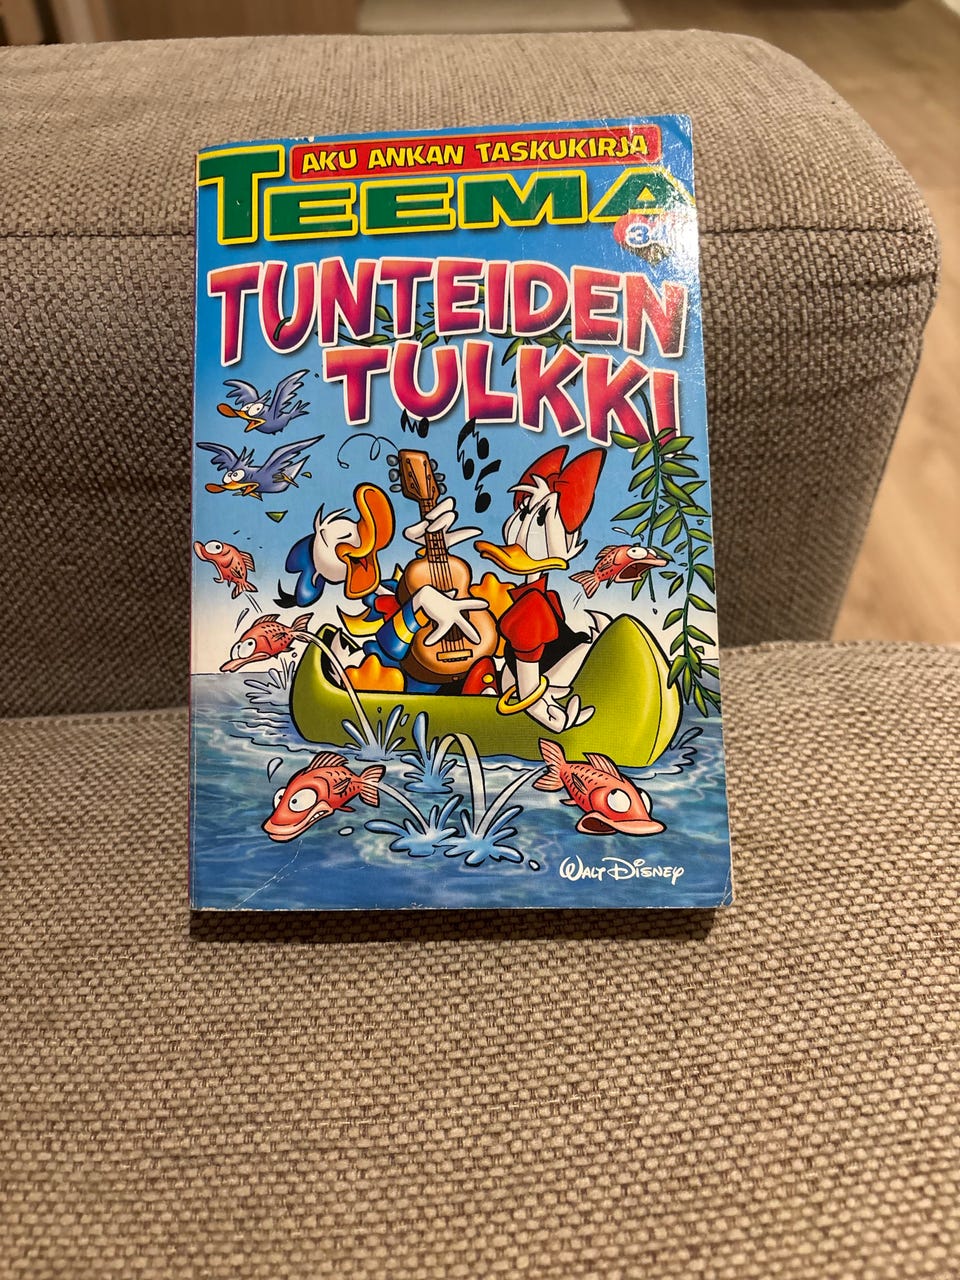 AKU ANKAN TASKUKIRJA
TEEMA
TUNTEIDEN
TULKKI
WALT DISNEY